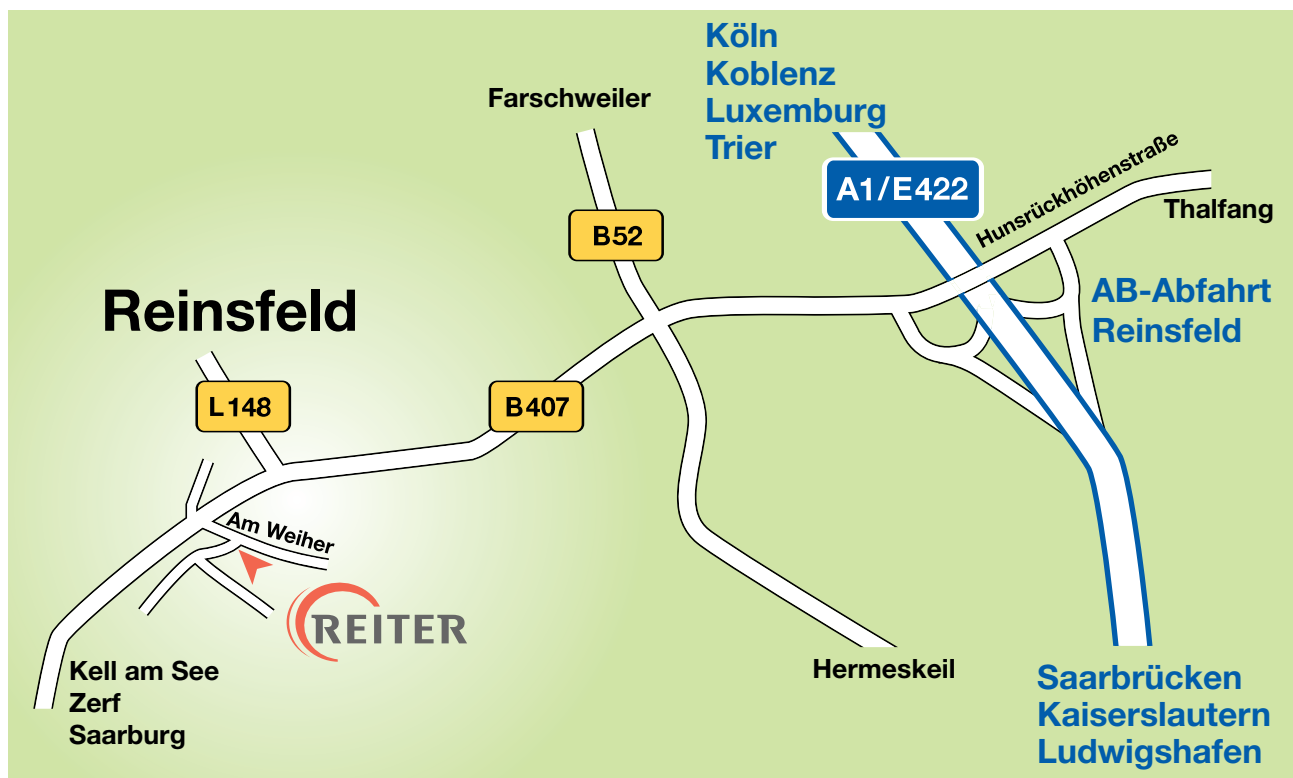 Köln
Koblenz
Luxemburg
Trier
Farschweiler
A1/E422
Hunsrückhöhenstraße
Thalfang
B52
AB-Abfahrt
Reinsfeld
Reinsfeld
L148
B407
Am Weiher
REITER
Kell am See
Zerf
Saarburg
Hermeskeil
Saarbrücken
Kaiserslautern
Ludwigshafen